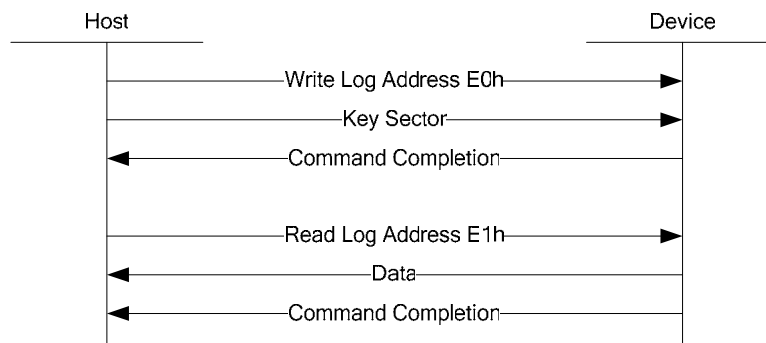 Host
Device
Write Log Address E0h
Key Sector
Command Completion
Read Log Address E1h
Data
Command Completion